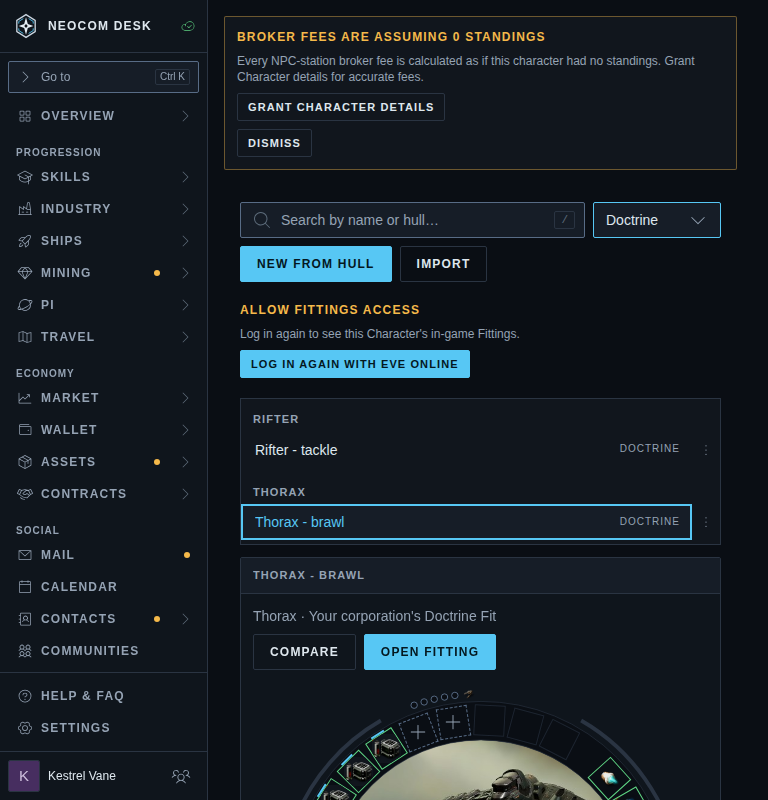 NEOCOM DESK
Go to
Ctrl K
OVERVIEW
PROGRESSION
SKILLS
INDUSTRY
SHIPS
MINING
PI
TRAVEL
ECONOMY
MARKET
WALLET
ASSETS
CONTRACTS
SOCIAL
MAIL
CALENDAR
CONTACTS
COMMUNITIES
HELP & FAQ
SETTINGS
K
Kestrel Vane
BROKER FEES ARE ASSUMING 0 STANDINGS
Every NPC-station broker fee is calculated as if this character had no standings. Grant
Character details for accurate fees.
GRANT CHARACTER DETAILS
DISMISS
Search by name or hull…
/
Doctrine
NEW FROM HULL
IMPORT
ALLOW FITTINGS ACCESS
Log in again to see this Character's in-game Fittings.
LOG IN AGAIN WITH EVE ONLINE
RIFTER
Rifter - tackle
DOCTRINE
THORAX
Thorax - brawl
DOCTRINE
THORAX - BRAWL
Thorax · Your corporation's Doctrine Fit
COMPARE
OPEN FITTING